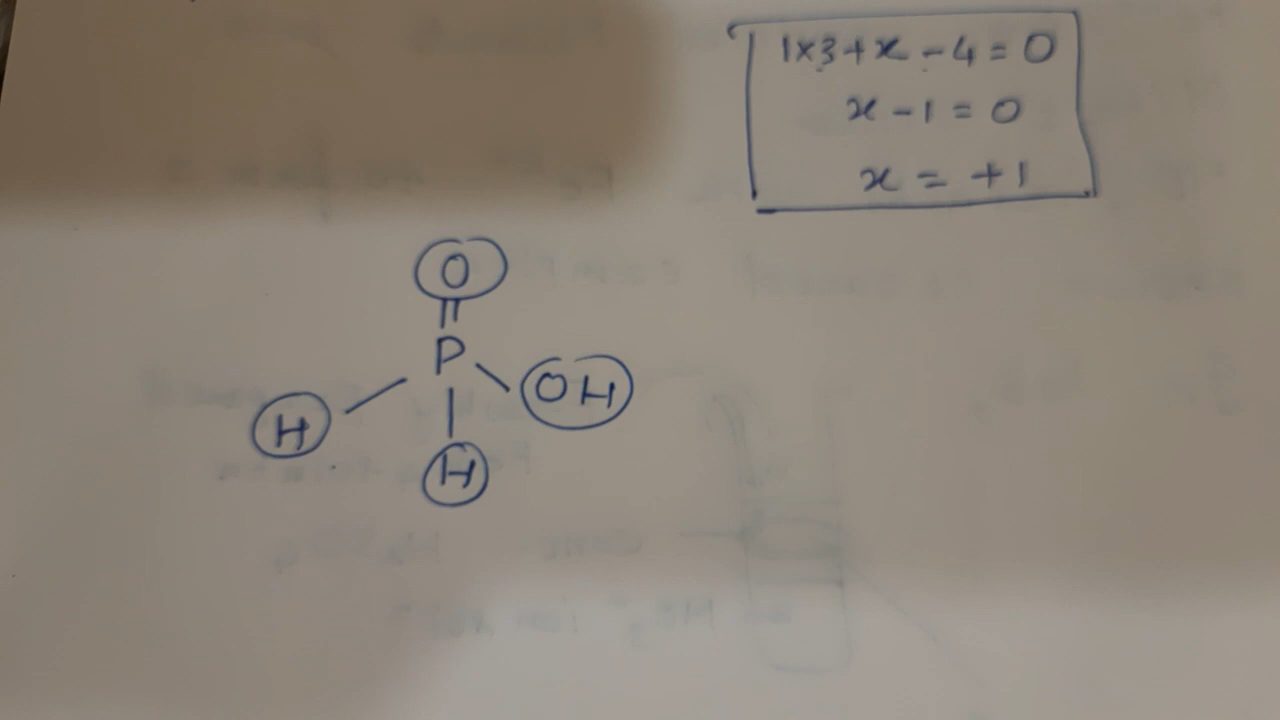 1×3+x-4=0
x-1=0
x=+1
O
P
OH
H
H